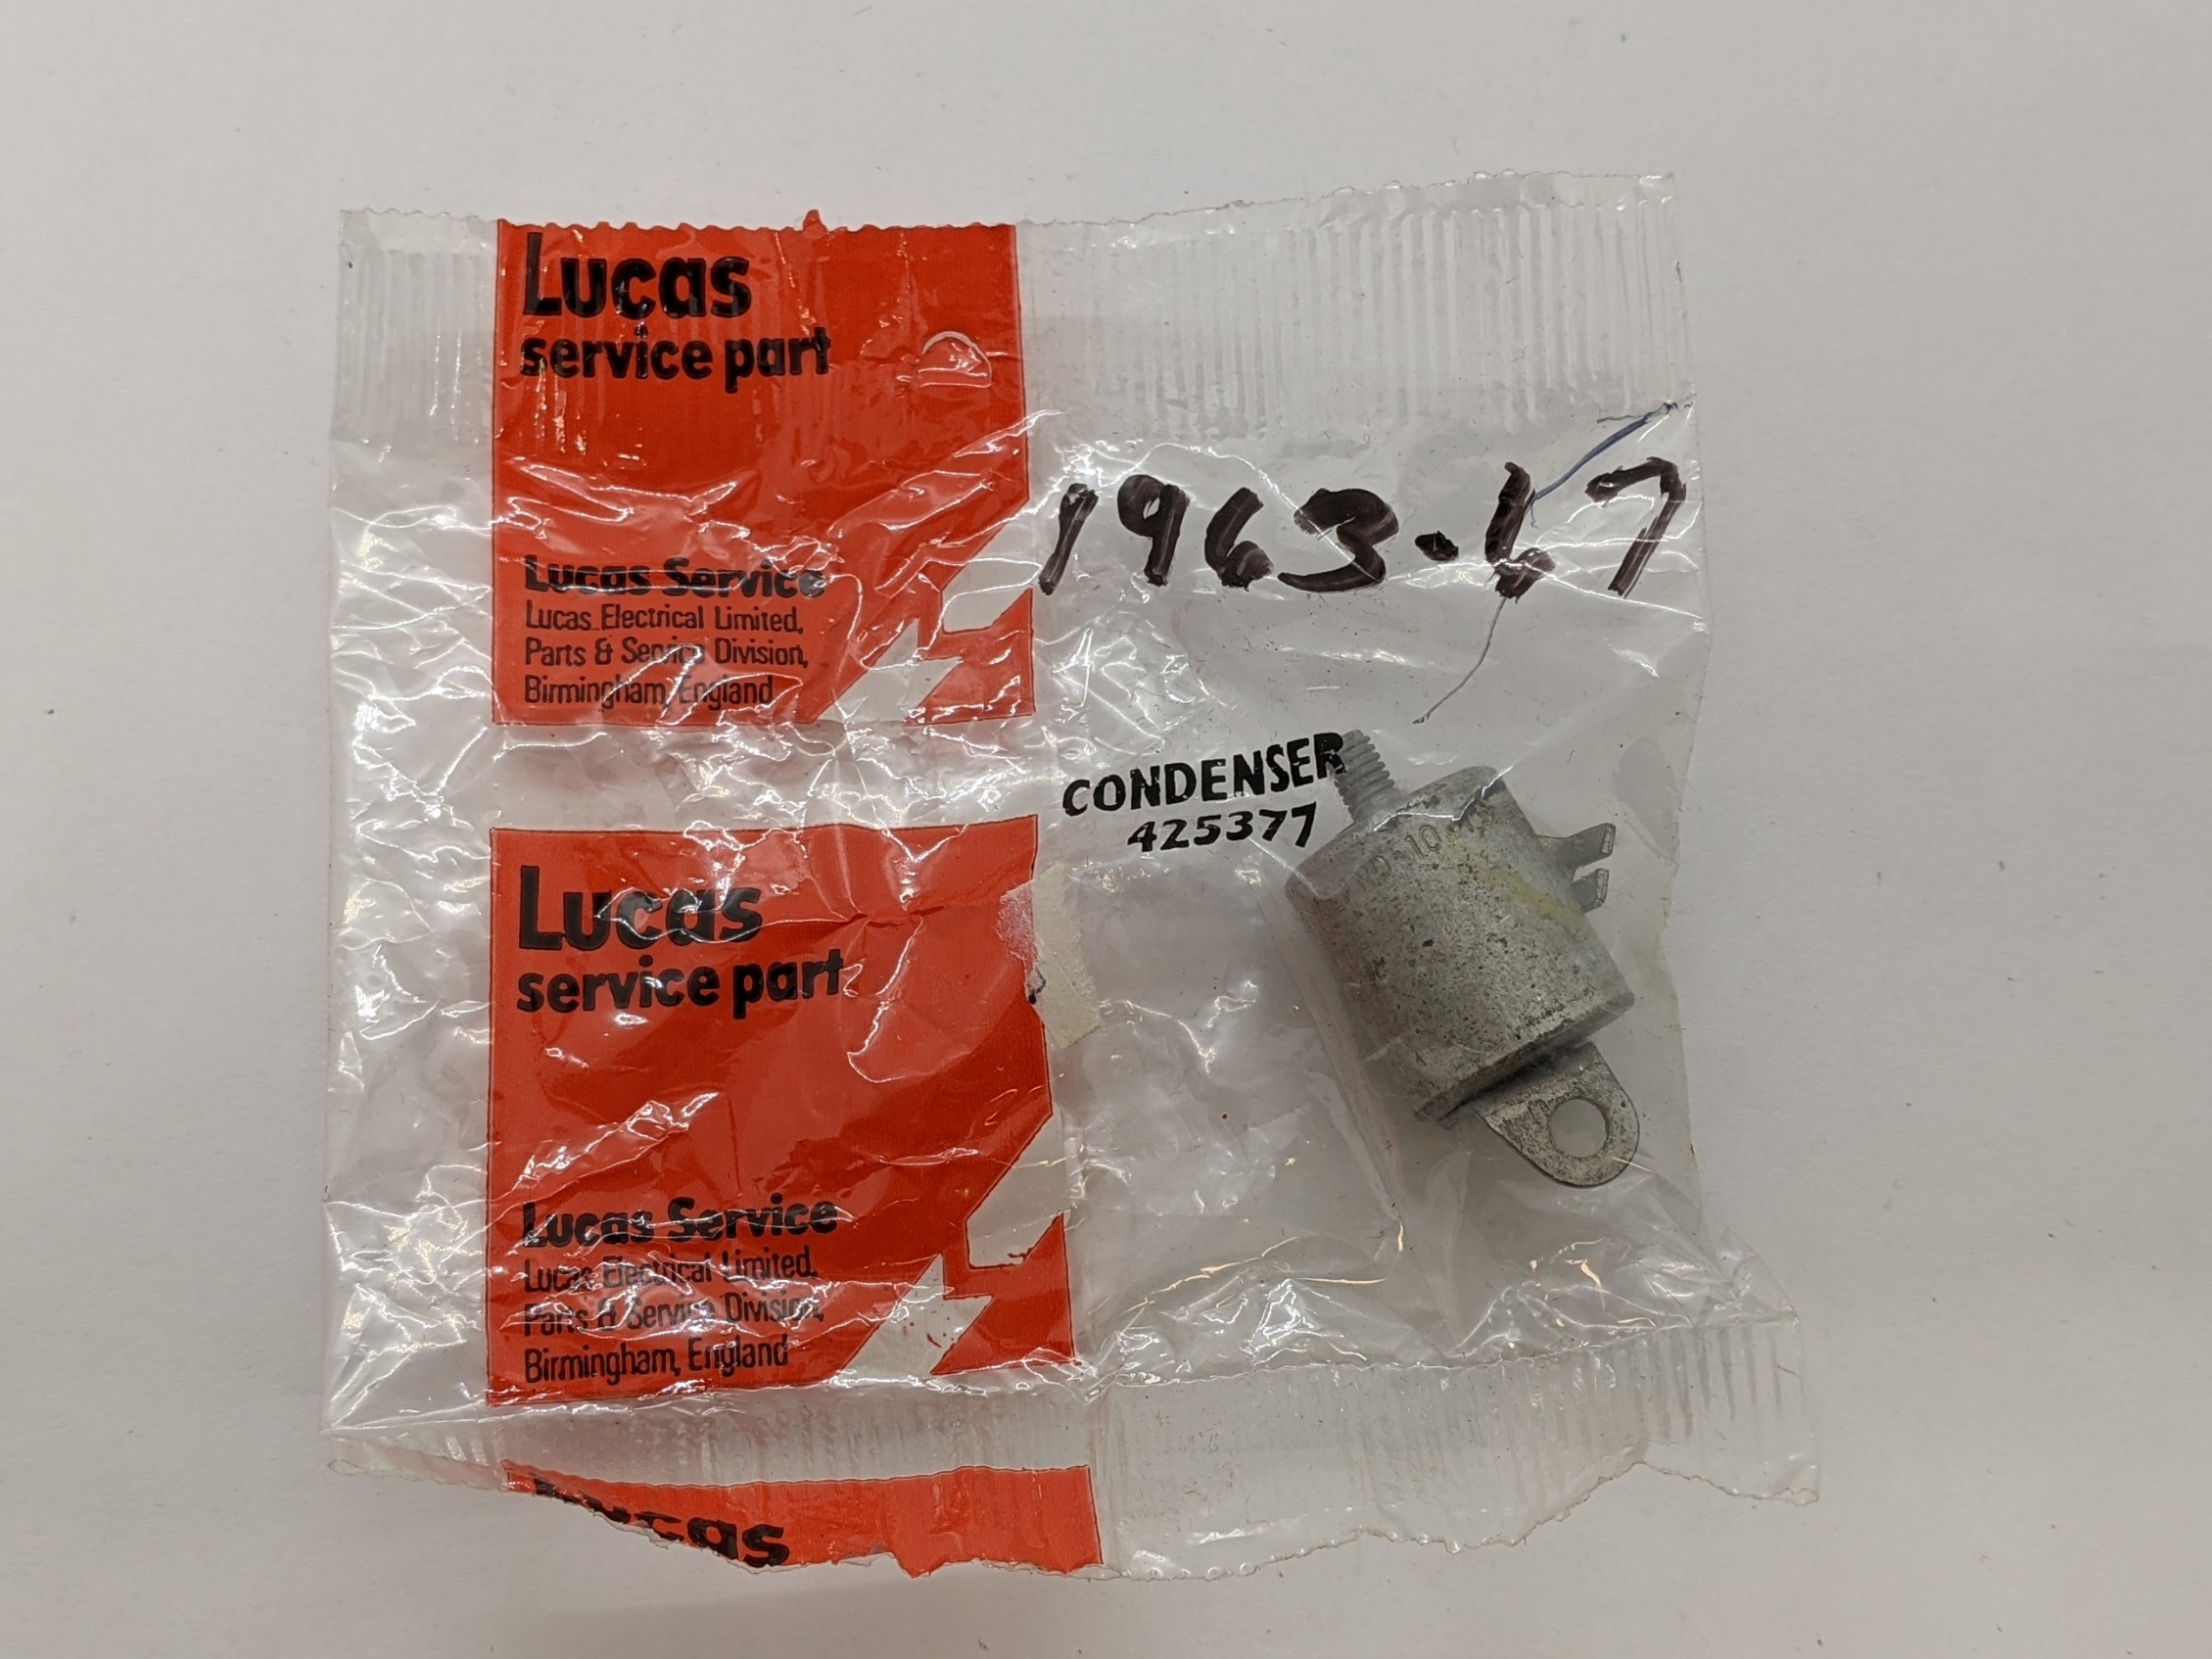 Lucas
service part
Lucas Service
Lucas Electrical Limited,
Parts & Service Division,
Birmingham, England
1963-67
CONDENSER
425377
Lucas
service part
Lucas Service
Lucas Electrical Limited,
Parts & Service Division,
Birmingham, England
Lucas